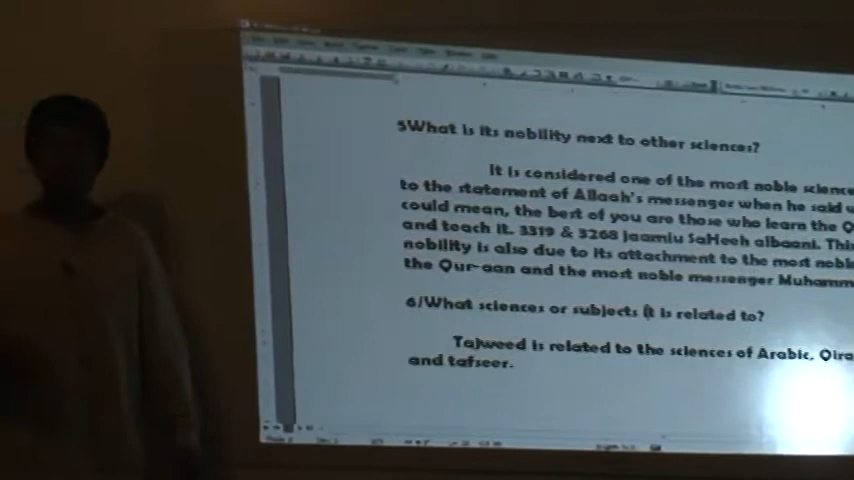 5What is its nobility next to other sciences?
It is considered one of the most noble science
to the statement of Allaah's messenger when he said
could mean, the best of you are those who learn the Q
and teach it. 3319 & 3268 Jaamiu SaHeeh albaani. Thi
nobility is also due to its attachment to the most nobl
the Qur-aan and the most noble messenger Muhamm
6/What sciences or subjects it is related to?
Tajweed is related to the sciences of Arabic, Qira
and tafseer.